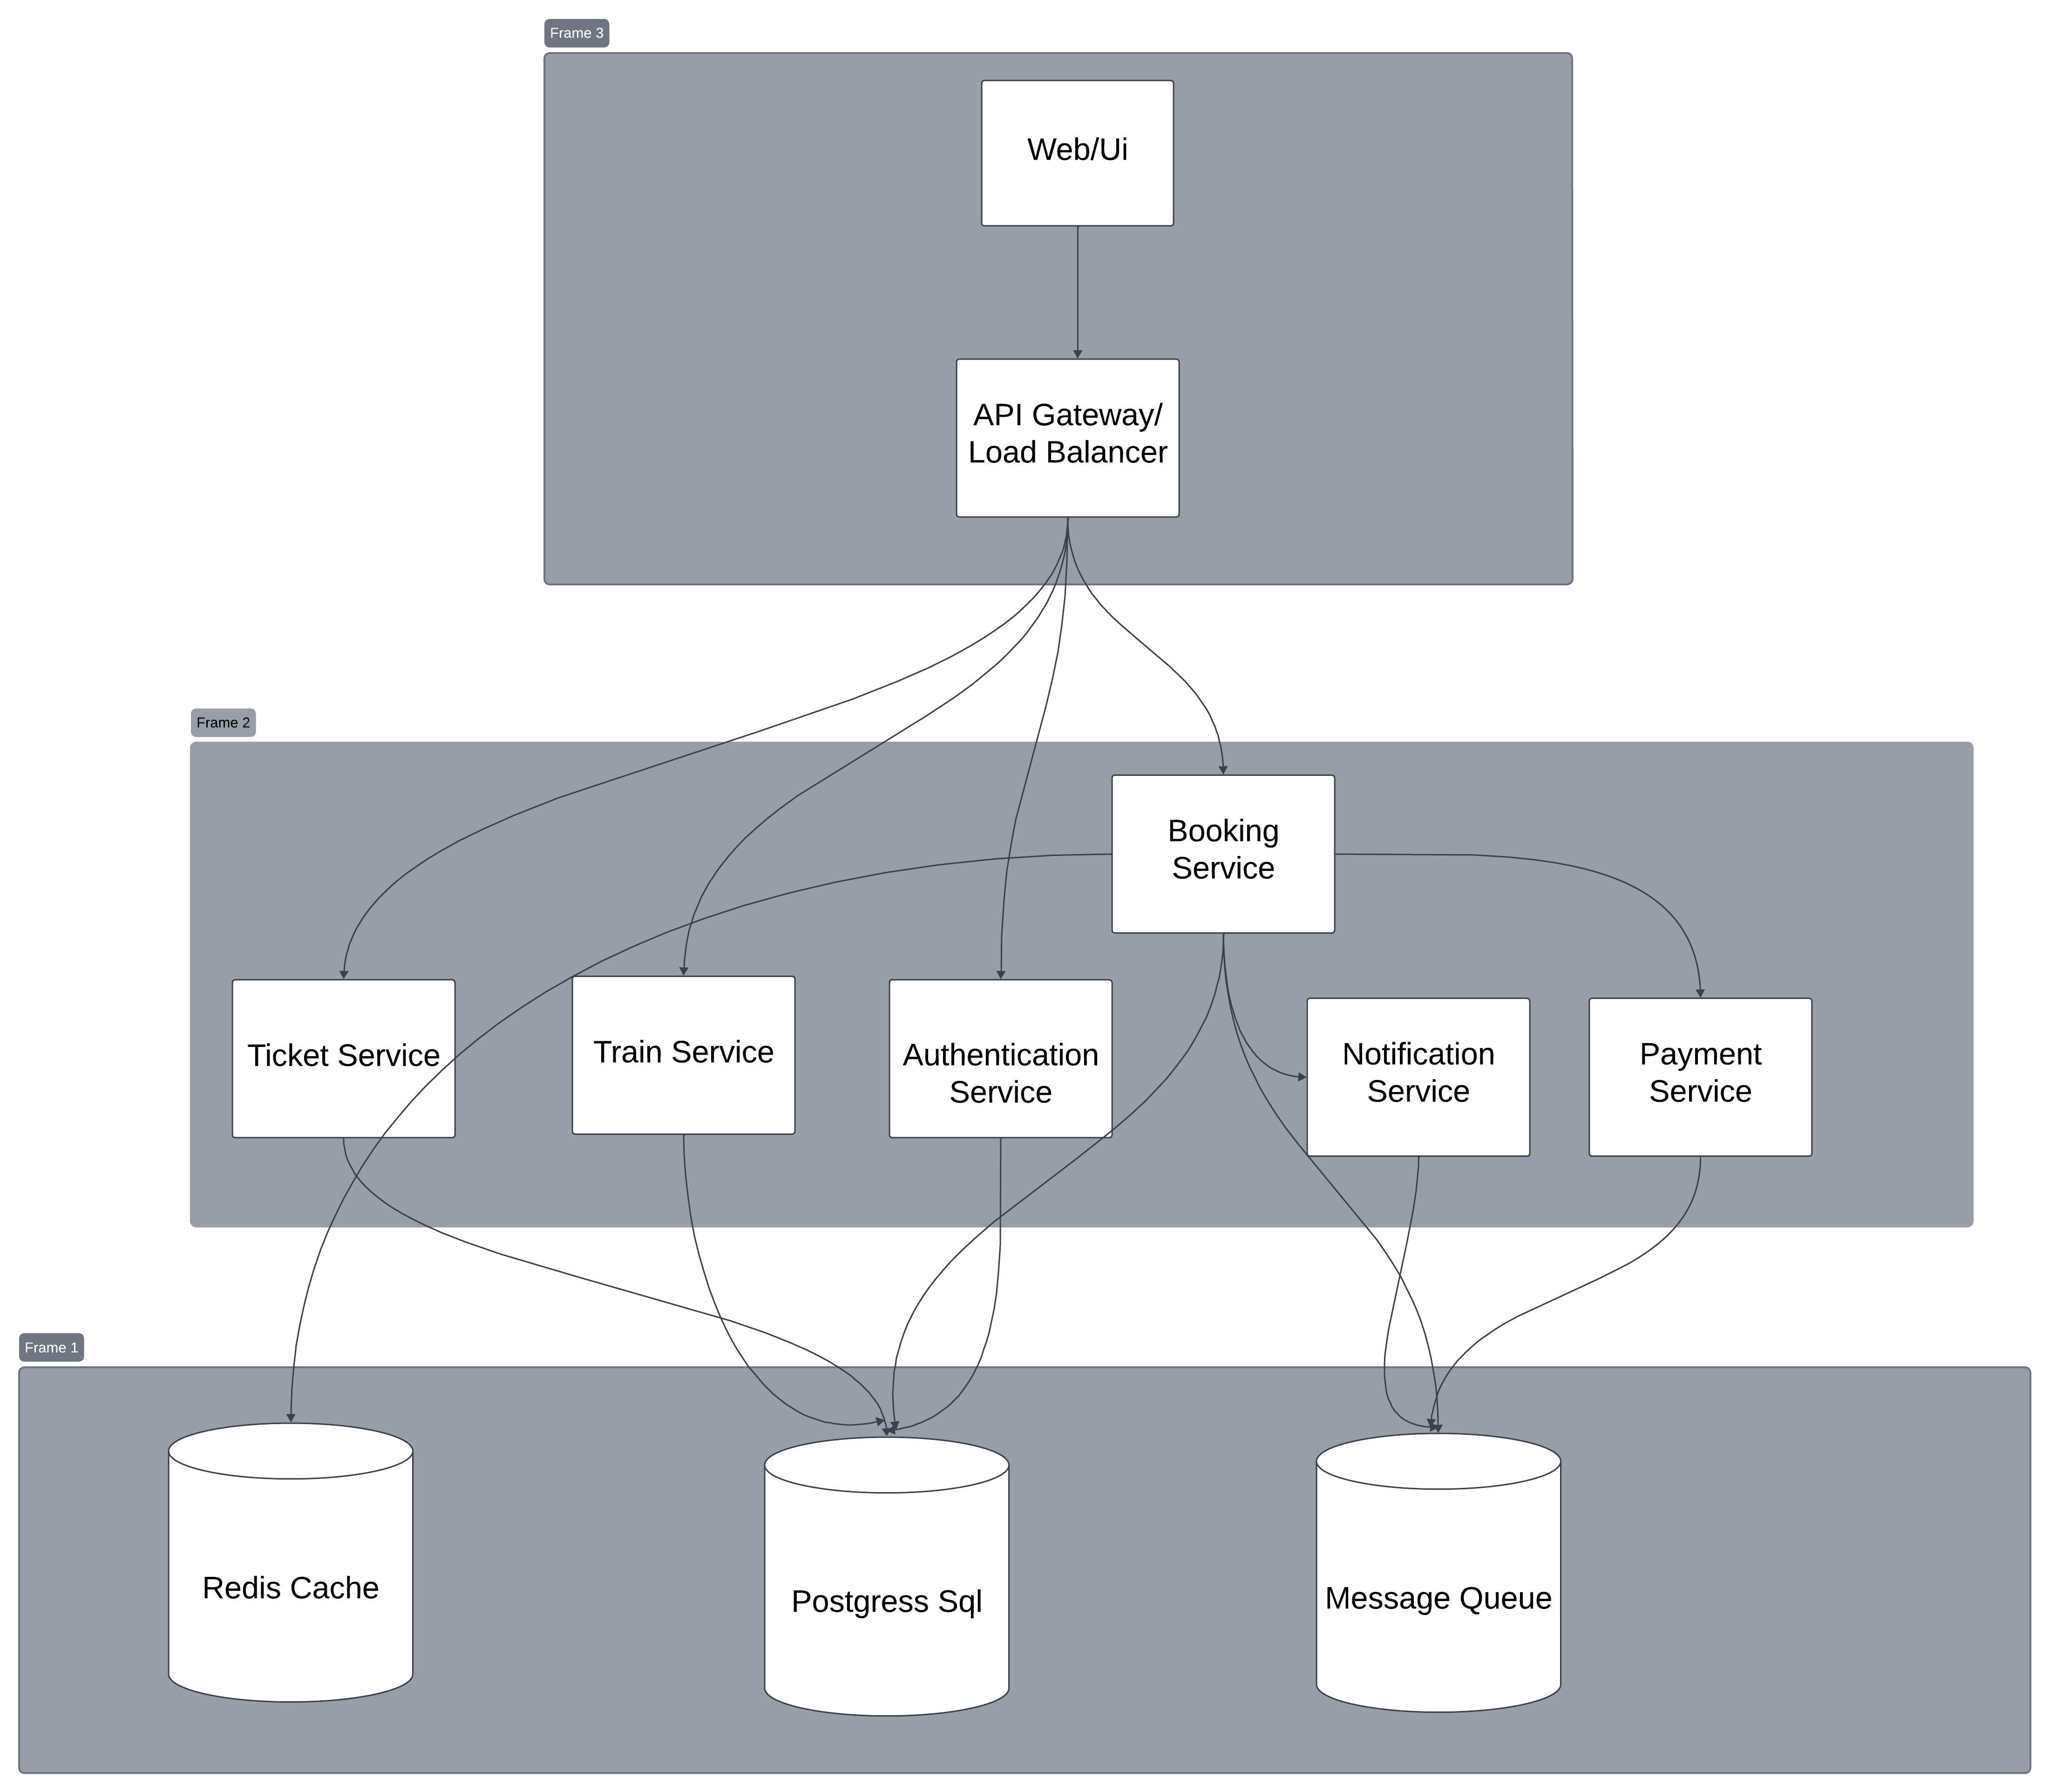 Frame 3
Web/Ui
API Gateway/
Load Balancer
Frame 2
Booking
Service
Ticket Service
Train Service
Authentication
Service
Notification
Service
Payment
Service
Frame 1
Redis Cache
Postgress Sql
Message Queue